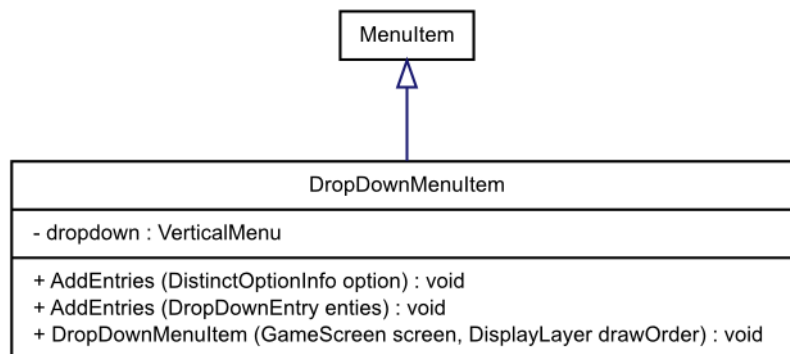 MenuItem
DropDownMenuItem
- dropdown : VerticalMenu
+ AddEntries (DistinctOptionInfo option) : void
+ AddEntries (DropDownEntry enties) : void
+ DropDownMenuItem (GameScreen screen, DisplayLayer drawOrder) : void